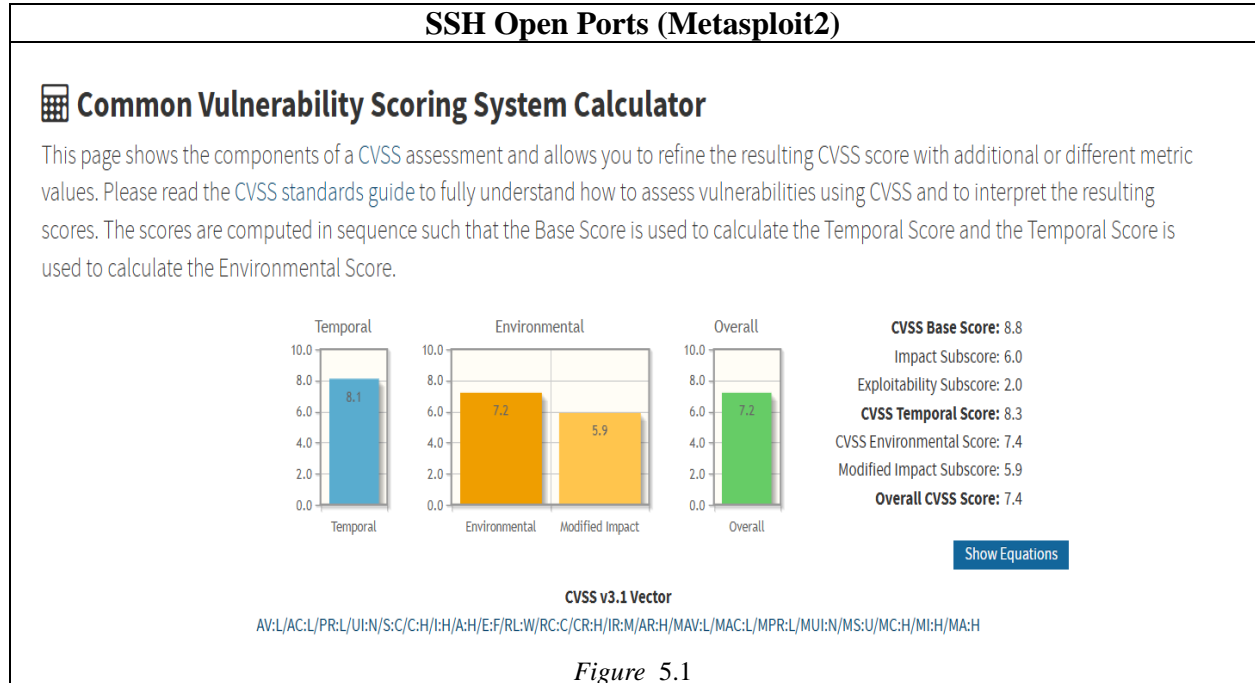 SSH Open Ports (Metasploit2)
Common Vulnerability Scoring System Calculator
This page shows the components of a CVSS assessment and allows you to refine the resulting CVSS score with additional or different metric
values. Please read the CVSS standards guide to fully understand how to assess vulnerabilities using CVSS and to interpret the resulting
scores. The scores are computed in sequence such that the Base Score is used to calculate the Temporal Score and the Temporal Score is
used to calculate the Environmental Score.
Temporal
10.0
8.0
6.0
4.0
2.0
0.0
8.1
Temporal
Environmental
10.0
8.0
6.0
4.0
2.0
0.0
7.2
5.9
Environmental Modified Impact
Overall
10.0
8.0
6.0
4.0
2.0
0.0
7.2
Overall
CVSS Base Score: 8.8
Impact Subscore: 6.0
Exploitability Subscore: 2.0
CVSS Temporal Score: 8.3
CVSS Environmental Score: 7.4
Modified Impact Subscore: 5.9
Overall CVSS Score: 7.4
Show Equations
CVSS v3.1 Vector
AV:L/AC:L/PR:L/UI:N/S:C/C:H/I:H/A:H/E:F/RL:W/RC:C/CR:H/IR:M/AR:H/MAV:L/MAC:L/MPR:L/MUI:N/MS:U/MC:H/MI:H/MA:H
Figure 5.1